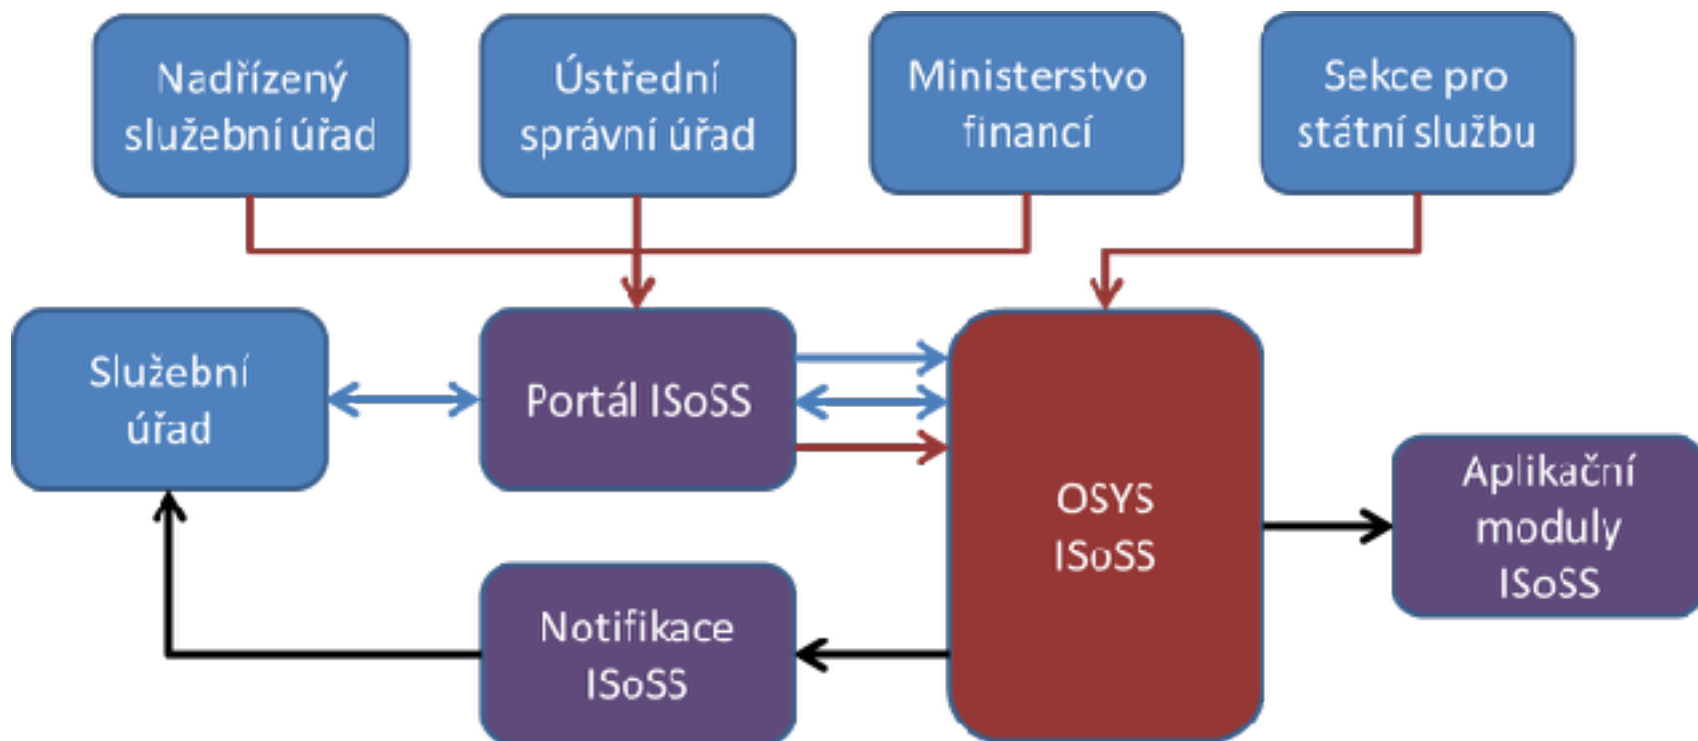 Nadřízený
služební úřad
Ústřední
správní úřad
Ministerstvo
financí
Sekce pro
státní službu
Služební
úřad
Portál ISoSS
OSYS
ISoSS
Aplikační
moduly
ISoSS
Notifikace
ISoSS